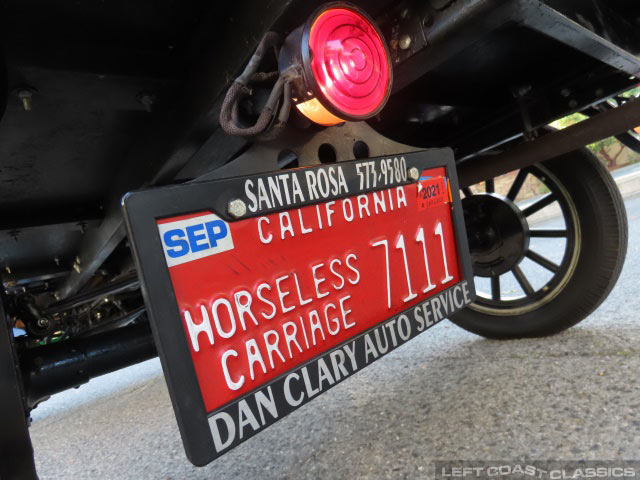 SANTA ROSA 573-9580
SEP
CALIFORNIA
2021
HORSELESS
CARRIAGE
7111
DAN CLARY AUTO SERVICE
LEFT COAST CLASSICS